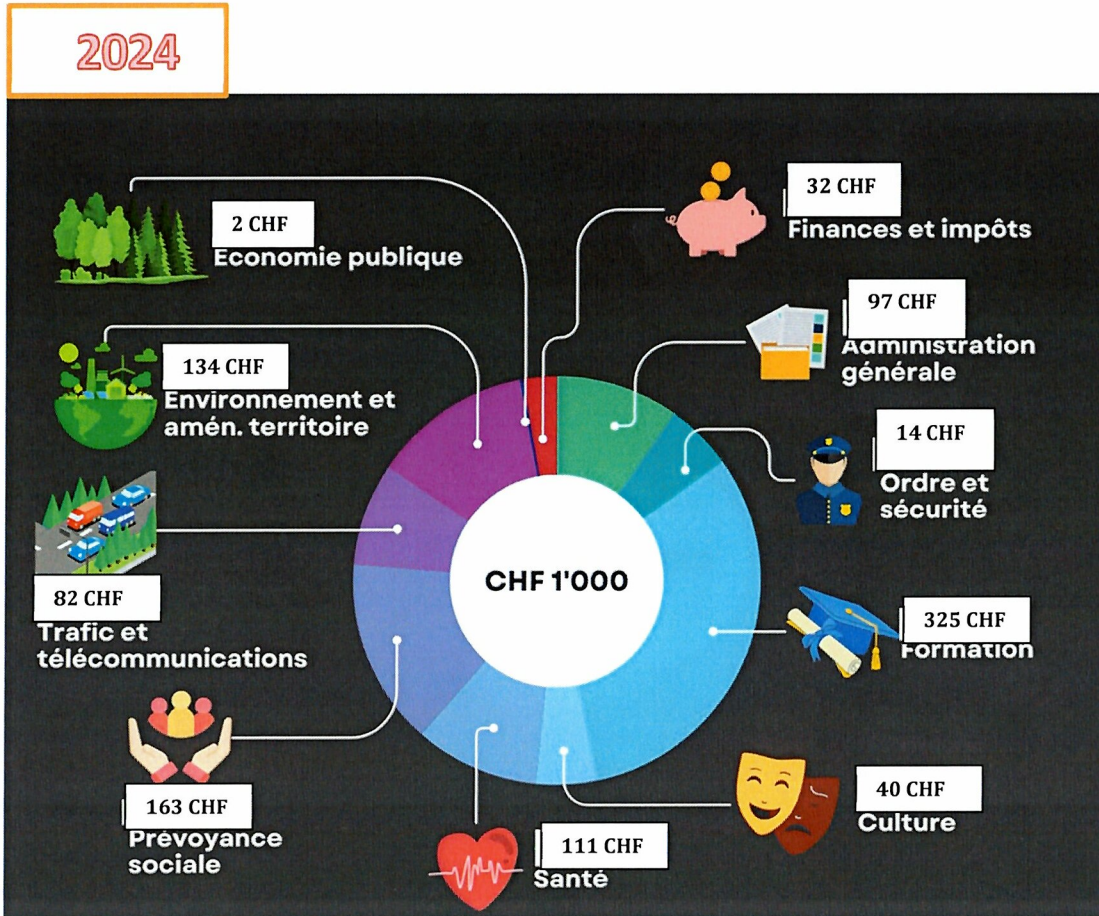 2024
2 CHF
Economie publique
32 CHF
Finances et impôts
97 CHF
Administration
générale
134 CHF
Environnement et
amén. territoire
14 CHF
Ordre et
sécurité
82 CHF
Trafic et
télécommunications
CHF 1'000
325 CHF
Formation
163 CHF
Prévoyance
sociale
111 CHF
Santé
40 CHF
Culture